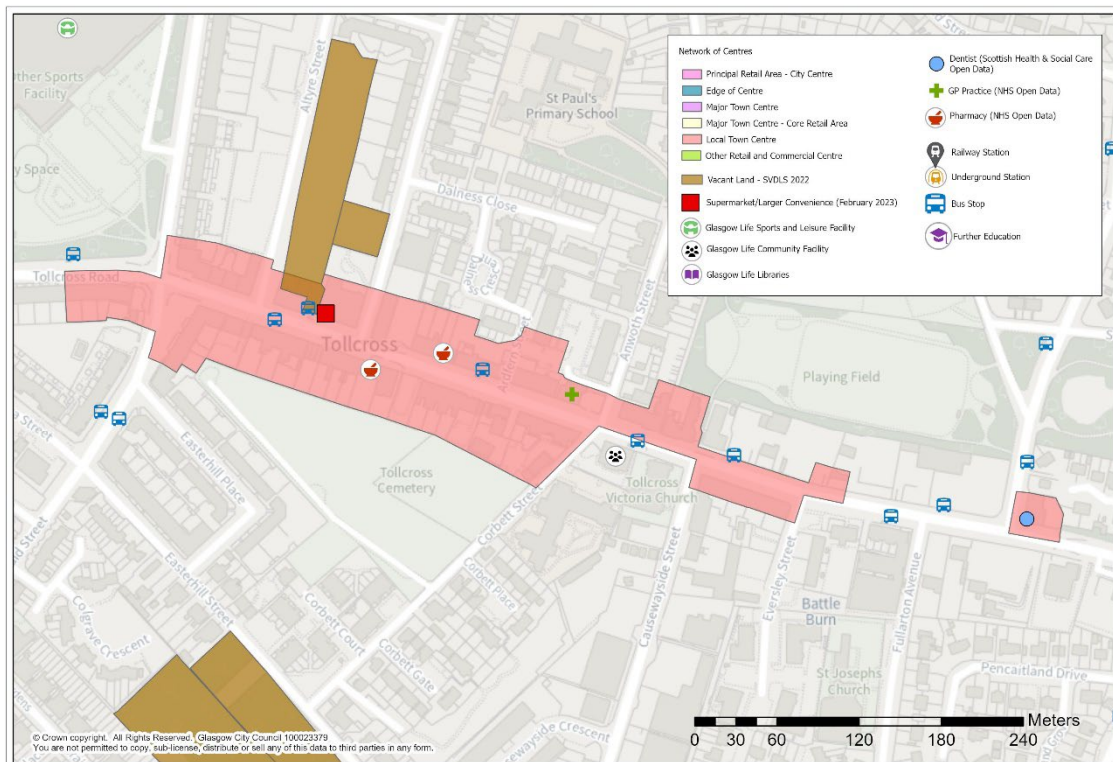 Network of Centres
Principal Retail Area - City Centre
Edge of Centre
Major Town Centre
Major Town Centre - Core Retail Area
Local Town Centre
Other Retail and Commercial Centre
Vacant Land - SVDLS 2022
Supermarket/Larger Convenience (February 2023)
Glasgow Life Sports and Leisure Facility
Glasgow Life Community Facility
Glasgow Life Libraries
Dentist (Scottish Health & Social Care
Open Data)
GP Practice (NHS Open Data)
Pharmacy (NHS Open Data)
Railway Station
Underground Station
Bus Stop
Further Education
Other Sports
Facility
Altyre Street
St Paul's
Primary School
Dalness Close
Tollcross Road
Tollcross
Ardern Street
Anwoth Street
Playing Field
Easterhill Place
Tollcross
Cemetery
Corbett Street
Tollcross
Victoria Church
Causewayside Street
Eversley Street
Battle
Burn
Fullarton Avenue
Easterhill Street
Corbett Place
Corbett Court
Corbett Gate
Colgrave Crescent
St Josephs
Church
Pencaitland Drive
Meters
0 30 60 120 180 240
© Crown copyright. All Rights Reserved. Glasgow City Council 100023379
You are not permitted to copy, sub-license, distribute or sell any of this data to third parties in any form.